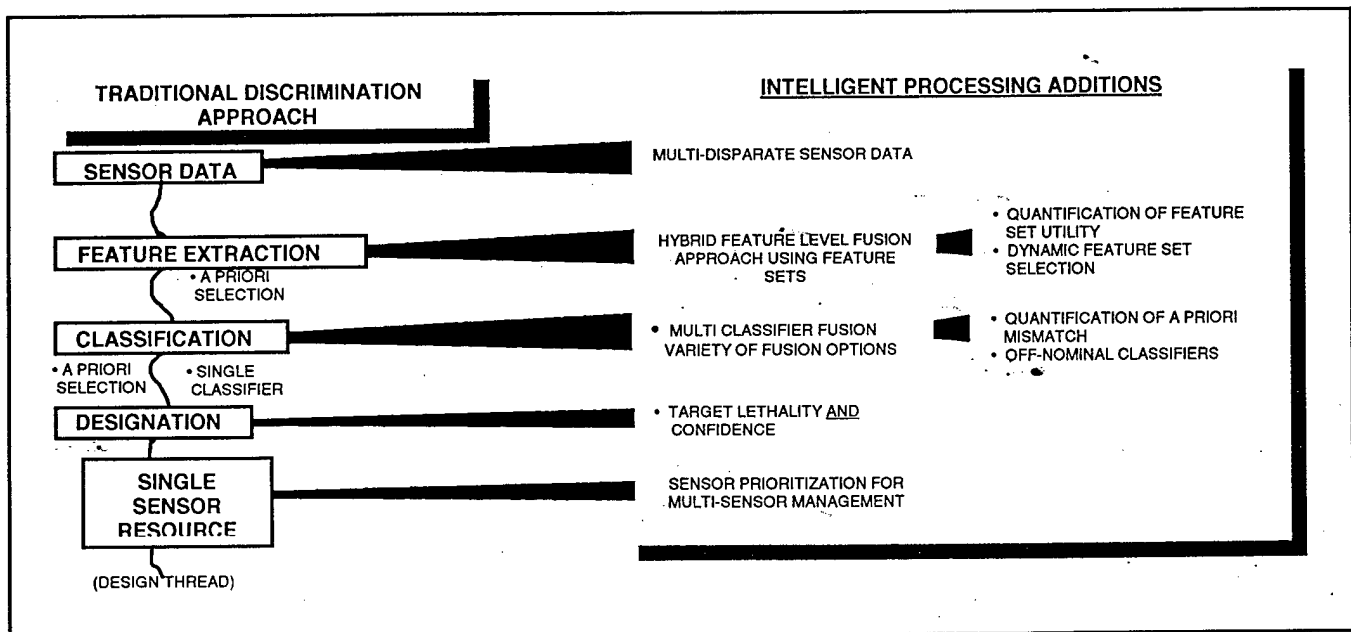 TRADITIONAL DISCRIMINATION
APPROACH
INTELLIGENT PROCESSING ADDITIONS
SENSOR DATA
MULTI-DISPARATE SENSOR DATA
FEATURE EXTRACTION
• A PRIORI
SELECTION
HYBRID FEATURE LEVEL FUSION
APPROACH USING FEATURE
SETS
• QUANTIFICATION OF FEATURE
SET UTILITY
• DYNAMIC FEATURE SET
SELECTION
CLASSIFICATION
• A PRIORI
SELECTION
• SINGLE
CLASSIFIER
• MULTI CLASSIFIER FUSION
VARIETY OF FUSION OPTIONS
• QUANTIFICATION OF A PRIORI
MISMATCH
• OFF-NOMINAL CLASSIFIERS
DESIGNATION
• TARGET LETHALITY AND
CONFIDENCE
SINGLE
SENSOR
RESOURCE
SENSOR PRIORITIZATION FOR
MULTI-SENSOR MANAGEMENT
(DESIGN THREAD)